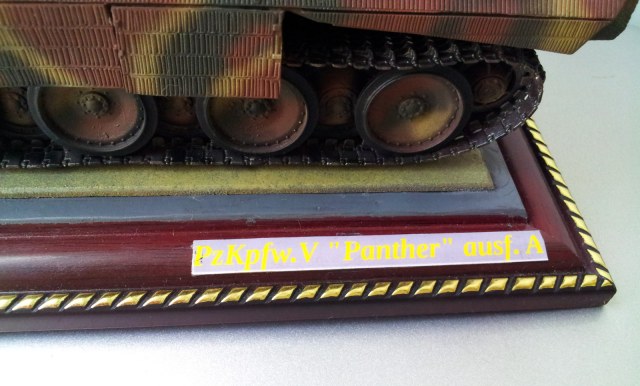 PzKpfw.V "Panther" ausf. A